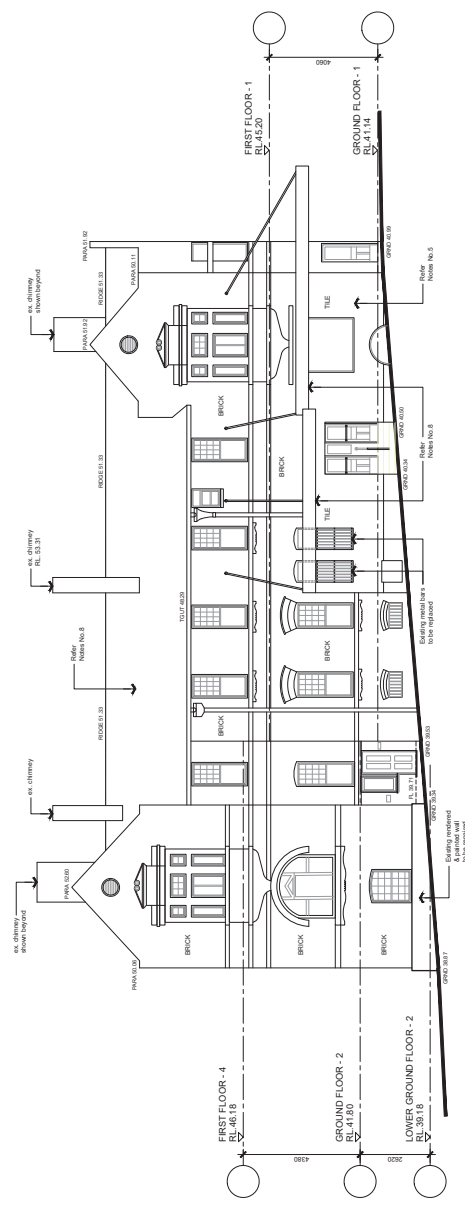 ex. chimney
shown beyond
ex. chimney
ex. chimney
RL. 53.31
ex. chimney
shown beyond
PARA 52.60
PARA 50.06
RIDGE 51.33
Refer
Notes No.8
RIDGE 51.33
PARA 51.92
RIDGE 51.33
PARA 51.92
PARA 50.11
TGUT 48.29
FIRST FLOOR - 4
RL.46.18
GROUND FLOOR - 2
RL.41.80
LOWER GROUND FLOOR - 2
RL.39.18
4380
2620
FIRST FLOOR - 1
RL.45.20
GROUND FLOOR - 1
RL.41.14
4060
BRICK
BRICK
BRICK
BRICK
BRICK
BRICK
BRICK
TILE
TILE
FL 39.71
GRND 38.87
GRND 39.34
GRND 39.53
GRND 40.34
GRND 40.50
GRND 40.99
Existing rendered
& painted wall
Existing metal bars
to be replaced
Refer
Notes No.8
Refer
Notes No.5